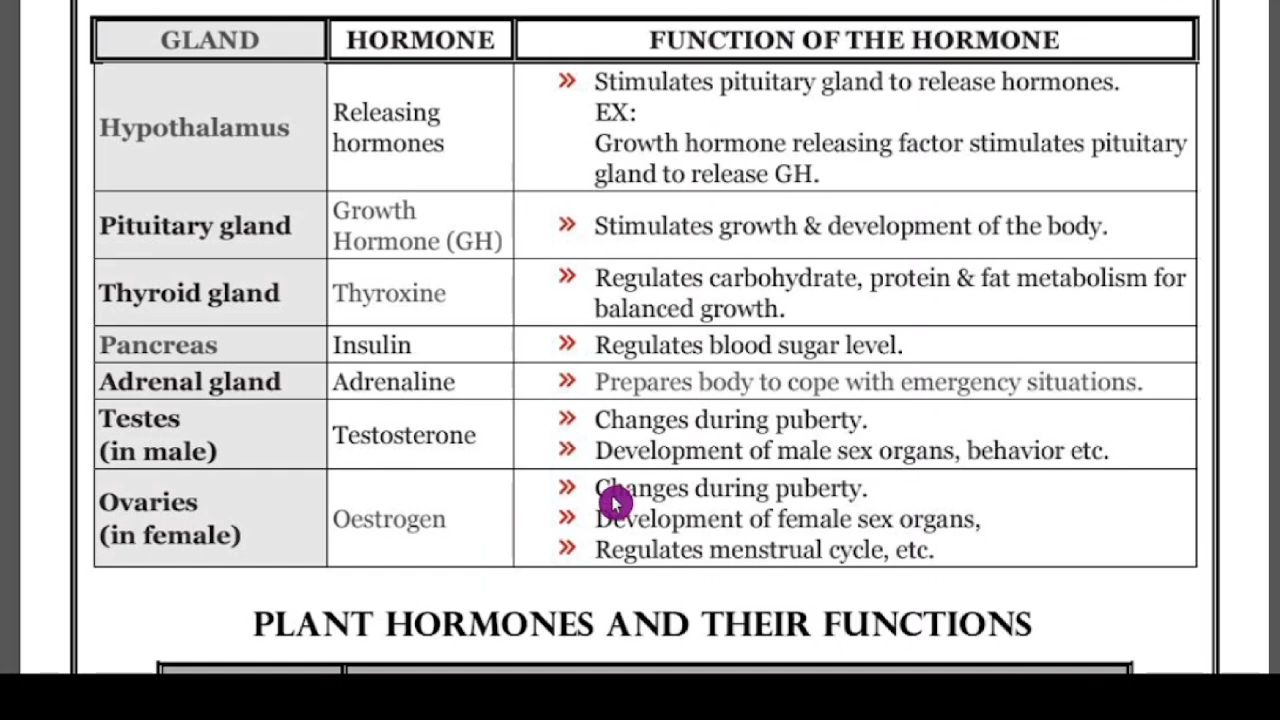 GLAND HORMONE FUNCTION OF THE HORMONE
Hypothalamus
Releasing
hormones
» Stimulates pituitary gland to release hormones.
EX:
Growth hormone releasing factor stimulates pituitary
gland to release GH.
Pituitary gland
Growth
Hormone (GH)
» Stimulates growth & development of the body.
Thyroid gland
Thyroxine
» Regulates carbohydrate, protein & fat metabolism for
balanced growth.
Pancreas
Insulin
» Regulates blood sugar level.
Adrenal gland
Adrenaline
» Prepares body to cope with emergency situations.
Testes
(in male)
Testosterone
» Changes during puberty.
» Development of male sex organs, behavior etc.
Ovaries
(in female)
Oestrogen
» Changes during puberty.
» Development of female sex organs,
» Regulates menstrual cycle, etc.
PLANT HORMONES AND THEIR FUNCTIONS